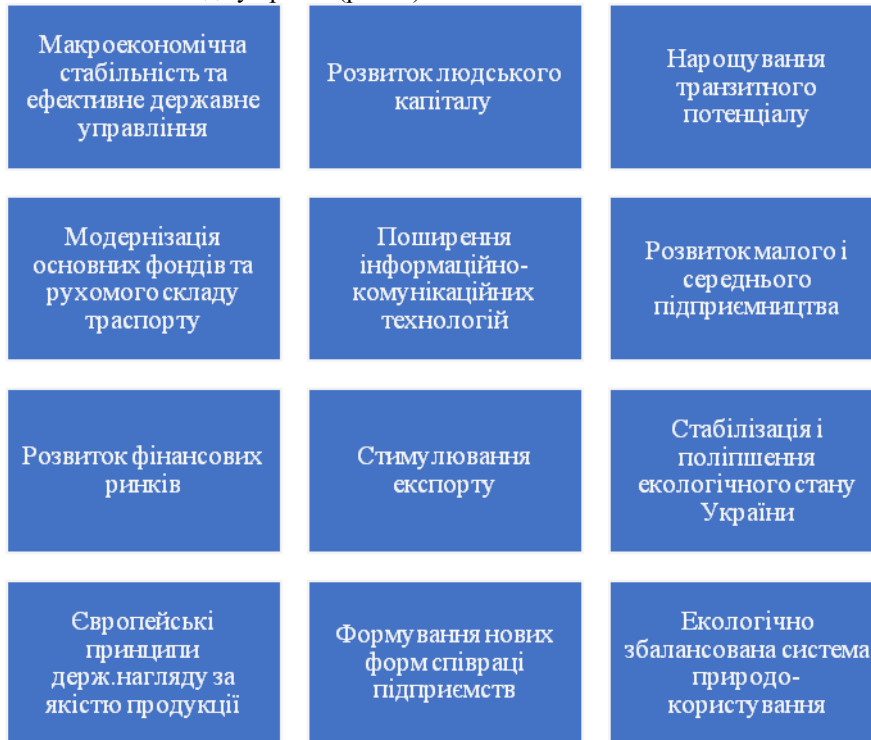 Макроекономічна
стабільність та
ефективне державне
управління
Розвиток людського
капіталу
Нарощування
транзитного
потенціалу
Модернізація
основних фондів та
рухомого складу
траспорту
Поширення
інформаційно-
комунікаційних
технологій
Розвиток малого і
середнього
підприємництва
Розвиток фінансових
ринків
Стимулювання
експорту
Стабілізація і
поліпшення
екологічного стану
України
Європейські
принципи
держ.нагляду за
якістю продукції
Формування нових
форм співраці
підприємств
Екологічно
збалансована система
природо-
користування